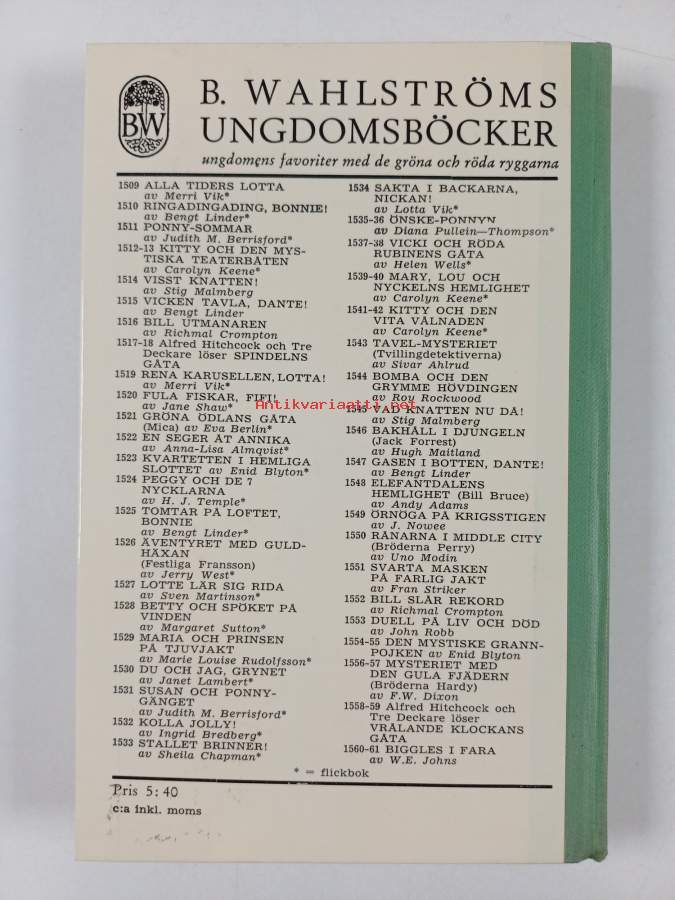 BW
B. WAHLSTRÖMS
UNGDOMSBÖCKER
ungdomens favoriter med de gröna och röda ryggarna
1509 ALLA TIDERS LOTTA
av Merri Vik*
1510 RINGADINGADING, BONNIE!
av Bengt Linder*
1511 PONNY-SOMMAR
av Judith M. Berrisford*
1512-13 KITTY OCH DEN MYS-
TISKA TEATERBÅTEN
av Carolyn Keene*
1514 VISST KNATTEN!
av Stig Malmberg
1515 VICKEN TAVLA, DANTE!
av Bengt Linder
1516 BILL UTMANAREN
av Richmal Crompton
1517-18 Alfred Hitchcock och Tre
Deckare löser SPINDELNS
GÅTA
1519 RENA KARUSELLEN, LOTTA!
av Merri Vik*
1520 FULA FISKAR, FIFI!
av Jane Shaw*
1521 GRÖNA ÖDLANS GÅTA
(Mica) av Eva Berlin*
1522 EN SEGER ÅT ANNIKA
av Anna-Lisa Almqvist*
1523 KVARTETTEN I HEMLIGA
SLOTTET av Enid Blyton*
1524 PEGGY OCH DE 7
NYCKLARNA
av H. J. Temple*
1525 TOMTAR PÅ LOFTET,
BONNIE
av Bengt Linder*
1526 ÄVENTYRET MED GULD-
HÄXAN
(Festliga Fransson)
av Jerry West*
1527 LOTTE LÄR SIG RIDA
av Sven Martinson*
1528 BETTY OCH SPÖKET PÅ
VINDEN
av Margaret Sutton*
1529 MARIA OCH PRINSEN
PÅ TJUVJAKT
av Marie Louise Rudolfsson*
1530 DU OCH JAG, GRYNET
av Janet Lambert*
1531 SUSAN OCH PONNY-
GÄNGET
av Judith M. Berrisford*
1532 KOLLA JOLLY!
av Ingrid Bredberg*
1533 STALLET BRINNER!
av Sheila Chapman*
1534 SAKTA I BACKARNA,
NICKAN!
av Lotta Vik*
1535-36 ÖNSKE-PONNYN
av Diana Pullein—Thompson*
1537-38 VICKI OCH RÖDA
RUBINENS GÅTA
av Helen Wells*
1539-40 MARY, LOU OCH
NYCKELNS HEMLIGHET
av Carolyn Keene*
1541-42 KITTY OCH DEN
VITA VÅLNADEN
av Carolyn Keene*
1543 TAVEL-MYSTERIET
(Tvillingdetektiverna)
av Sivar Ahlrud
1544 BOMBA OCH DEN
GRYMME HÖVDINGEN
av Roy Rockwood
1545 VAD KNATTEN NU DÅ!
av Stig Malmberg
1546 BAKHÅLL I DJUNGELN
(Jack Forrest)
av Hugh Maitland
1547 GASEN I BOTTEN, DANTE!
av Bengt Linder
1548 ELEFANTDALENS
HEMLIGHET (Bill Bruce)
av Andy Adams
1549 ÖRNÖGA PÅ KRIGSSTIGEN
av J. Nowee
1550 RÅNARNA I MIDDLE CITY
(Bröderna Perry)
av Uno Modin
1551 SVARTA MASKEN
PÅ FARLIG JAKT
av Fran Striker
1552 BILL SLÅR REKORD
av Richmal Crompton
1553 DUELL PÅ LIV OCH DÖD
av John Robb
1554-55 DEN MYSTISKE GRANN-
POJKEN av Enid Blyton
1556-57 MYSTERIET MED
DEN GULA FJÄDERN
(Bröderna Hardy)
av F.W. Dixon
1558-59 Alfred Hitchcock och
Tre Deckare löser
VRÅLANDE KLOCKANS
GÅTA
1560-61 BIGGLES I FARA
av W.E. Johns
* = flickbok
Pris 5:40
c:a inkl. moms
Antikvariaatti.net